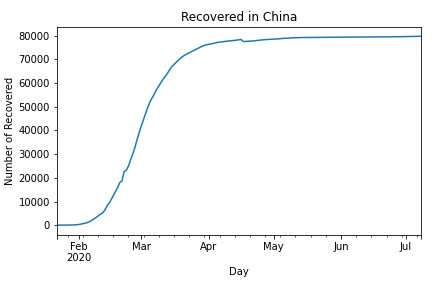 Recovered in China
Number of Recovered
80000
70000
60000
50000
40000
30000
20000
10000
0
Feb
2020
Mar
Apr
May
Jun
Jul
Day